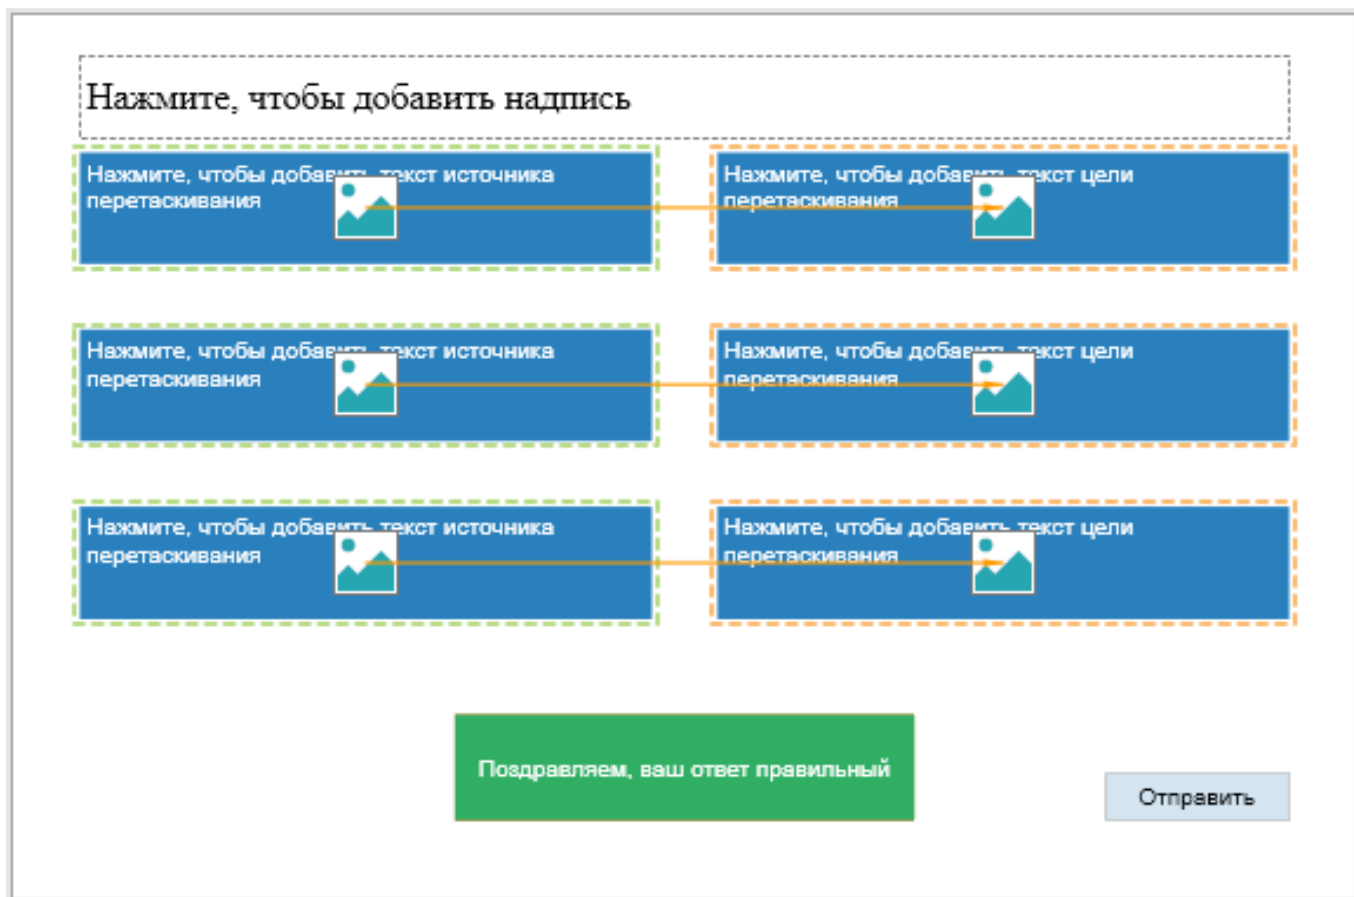 Нажмите, чтобы добавить надпись
Нажмите, чтобы добавить текст источника
перетаскивания
Нажмите, чтобы добавить текст цели
перетаскивания
Нажмите, чтобы добавить текст источника
перетаскивания
Нажмите, чтобы добавить текст цели
перетаскивания
Нажмите, чтобы добавить текст источника
перетаскивания
Нажмите, чтобы добавить текст цели
перетаскивания
Поздравляем, ваш ответ правильный
Отправить